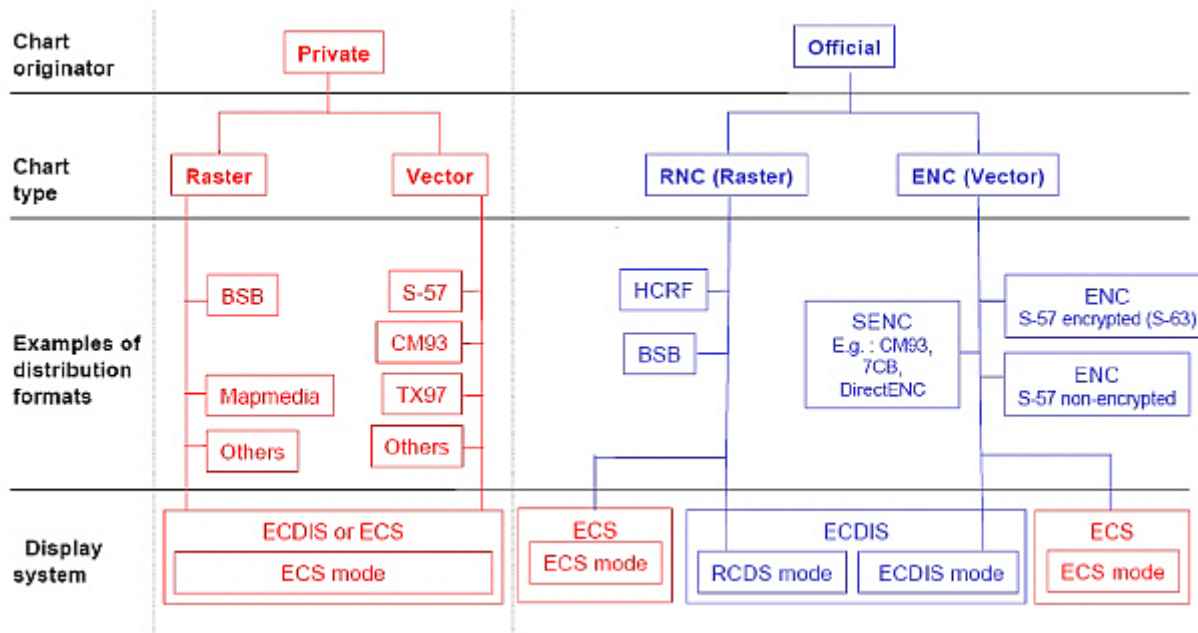 Chart
originator
Private
Official
Chart
type
Raster
Vector
RNC (Raster)
ENC (Vector)
Examples of
distribution
formats
BSB
Mapmedia
Others
S-57
CM93
TX97
Others
HCRF
BSB
SENC
E.g. : CM93,
7CB,
DirectENC
ENC
S-57 encrypted (S-63)
ENC
S-57 non-encrypted
Display
system
ECDIS or ECS
ECS mode
ECS
ECS mode
ECDIS
RCDS mode
ECDIS mode
ECS
ECS mode